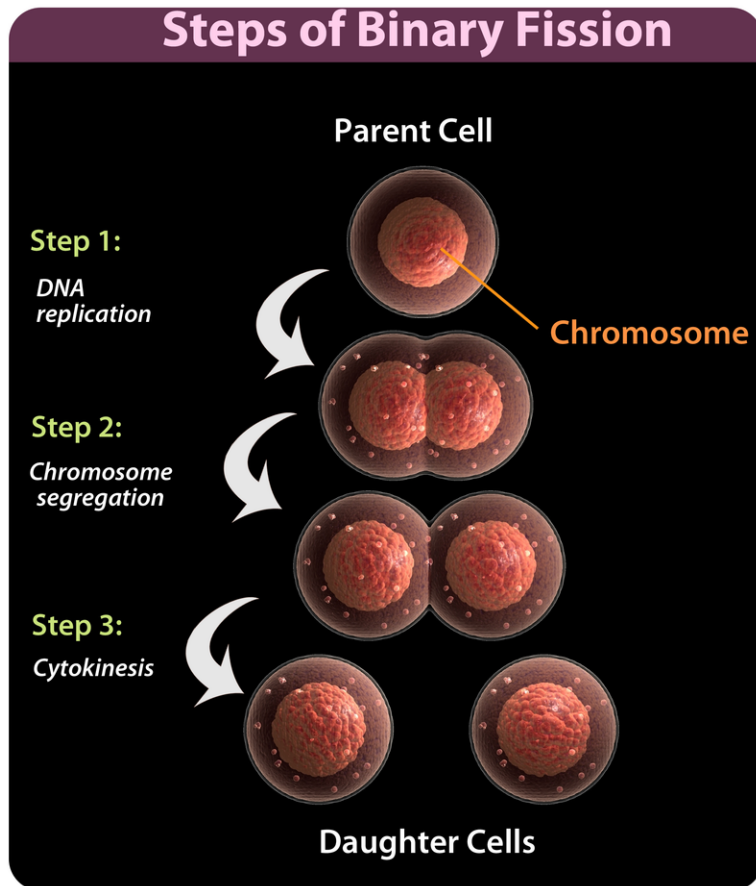 Steps of Binary Fission
Parent Cell
Step 1:
DNA
replication
Chromosome
Step 2:
Chromosome
segregation
Step 3:
Cytokinesis
Daughter Cells